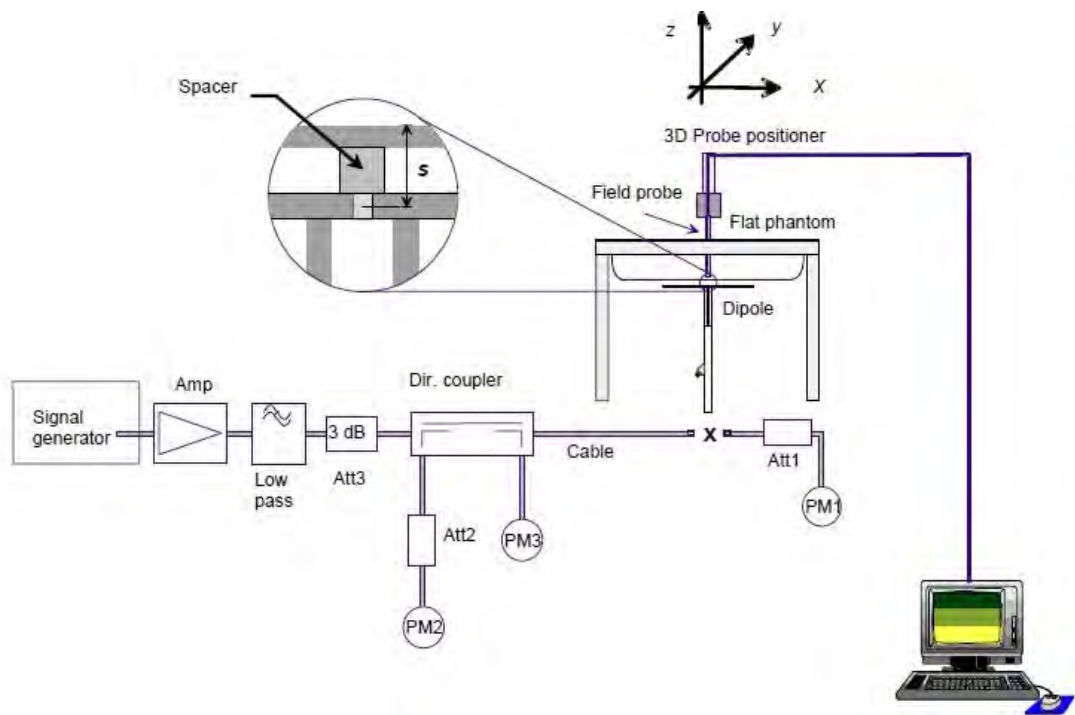 z
y
x
Spacer
s
3D Probe positioner
Field probe
Flat phantom
Dipole
Signal
generator
Amp
Low
pass
3 dB
Att3
Dir. coupler
Att2
PM2
PM3
Cable
X
Att1
PM1